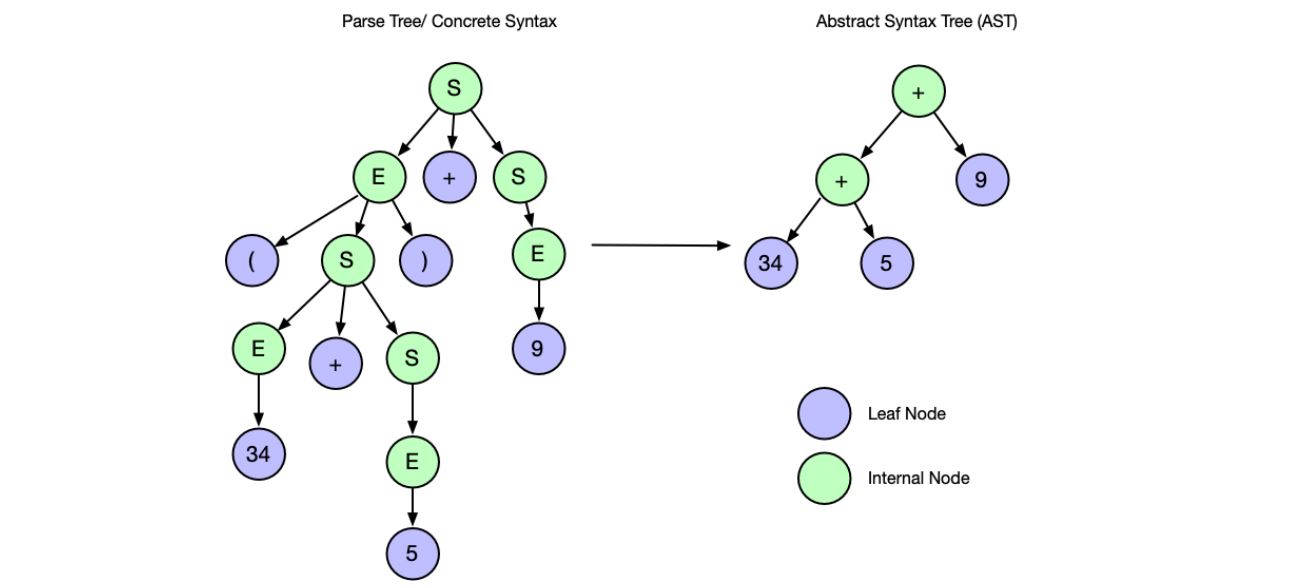 Parse Tree/ Concrete Syntax
Abstract Syntax Tree (AST)
S
+
E
+
S
+
9
(
S
)
E
34
5
E
+
S
9
34
E
5
Leaf Node
Internal Node